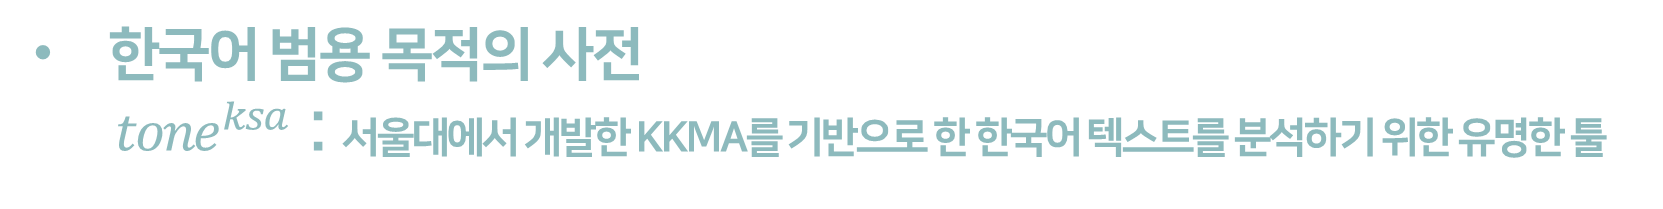 • 한국어 범용 목적의 사전
tone^ksa : 서울대에서 개발한 KKMA를 기반으로 한 한국어 텍스트를 분석하기 위한 유명한 툴